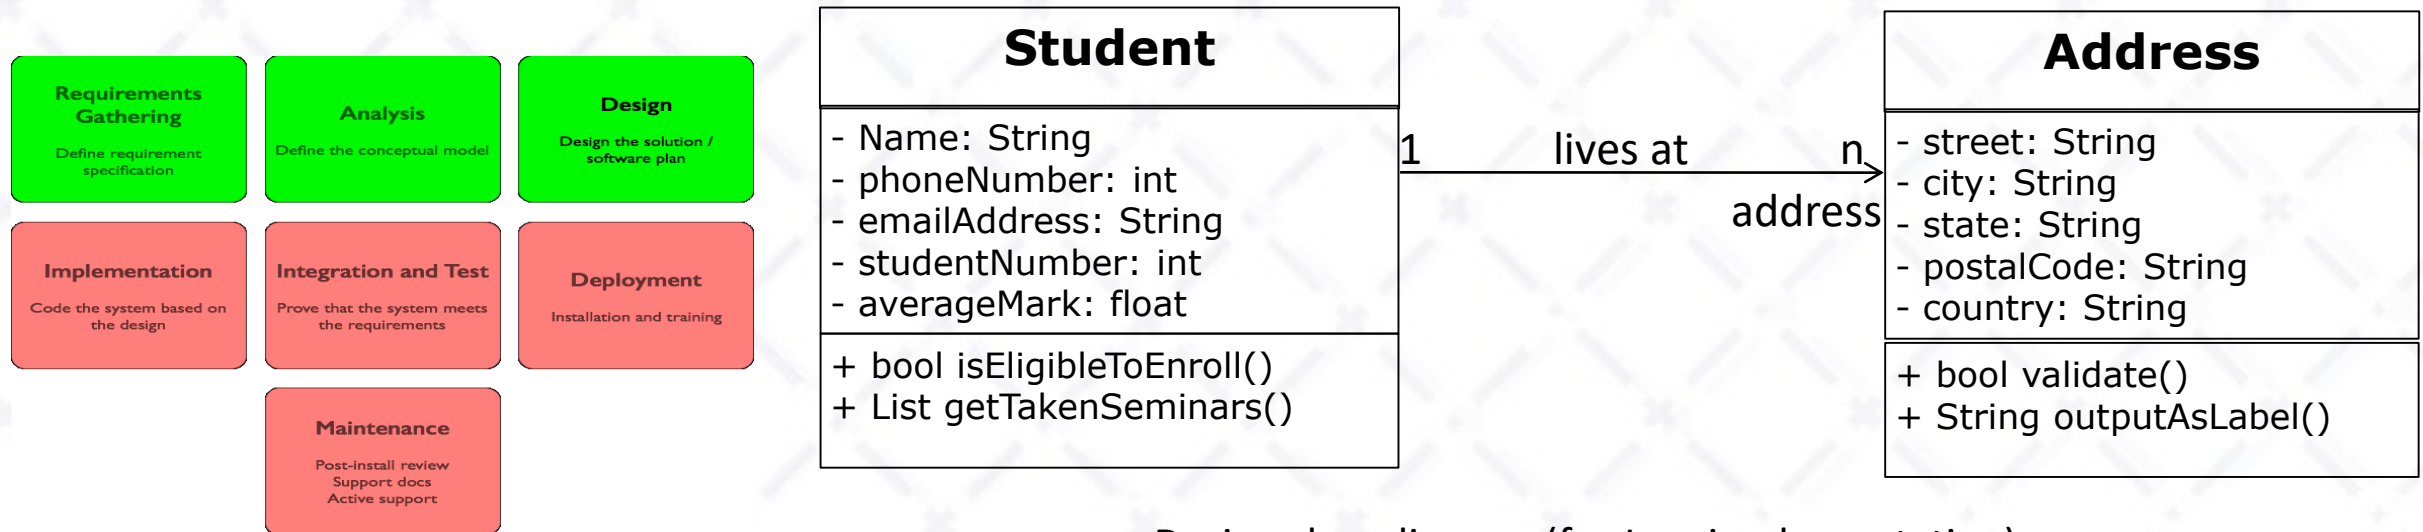 Requirements
Gathering
Define requirement
specification
Analysis
Define the conceptual model
Design
Design the solution /
software plan
Implementation
Code the system based on
the design
Integration and Test
Prove that the system meets
the requirements
Deployment
Installation and training
Maintenance
Post-install review
Support docs
Active support
Student
- Name: String
- phoneNumber: int
- emailAddress: String
- studentNumber: int
- averageMark: float
+ bool isEligibleToEnroll()
+ List getTakenSeminars()
1 lives at n
address
Address
- street: String
- city: String
- state: String
- postalCode: String
- country: String
+ bool validate()
+ String outputAsLabel()